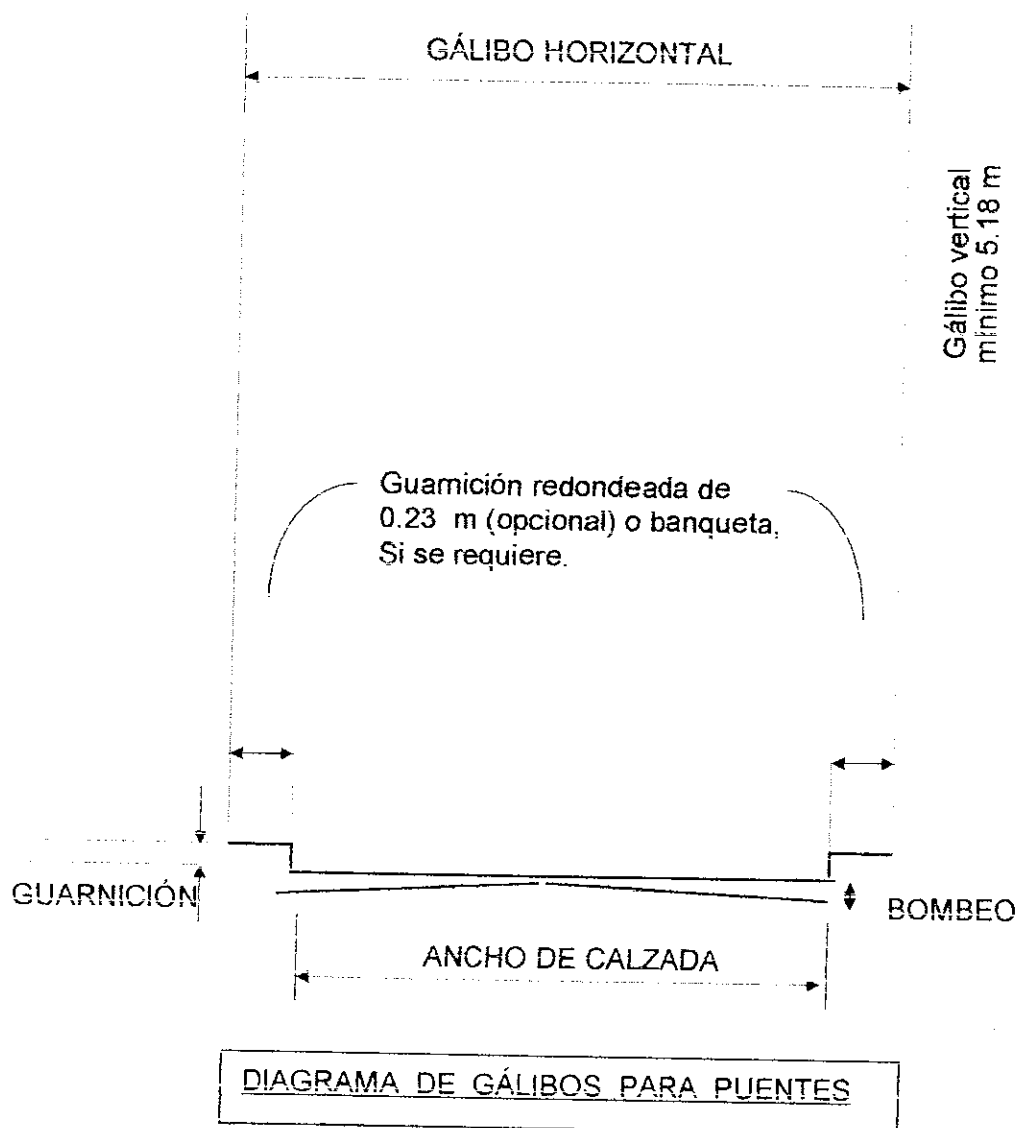 GÁLIBO HORIZONTAL
Gálibo vertical
mínimo 5.18 m
Guarnición redondeada de
0.23 m (opcional) o banqueta,
Si se requiere.
GUARNICIÓN
BOMBEO
ANCHO DE CALZADA
DIAGRAMA DE GÁLIBOS PARA PUENTES